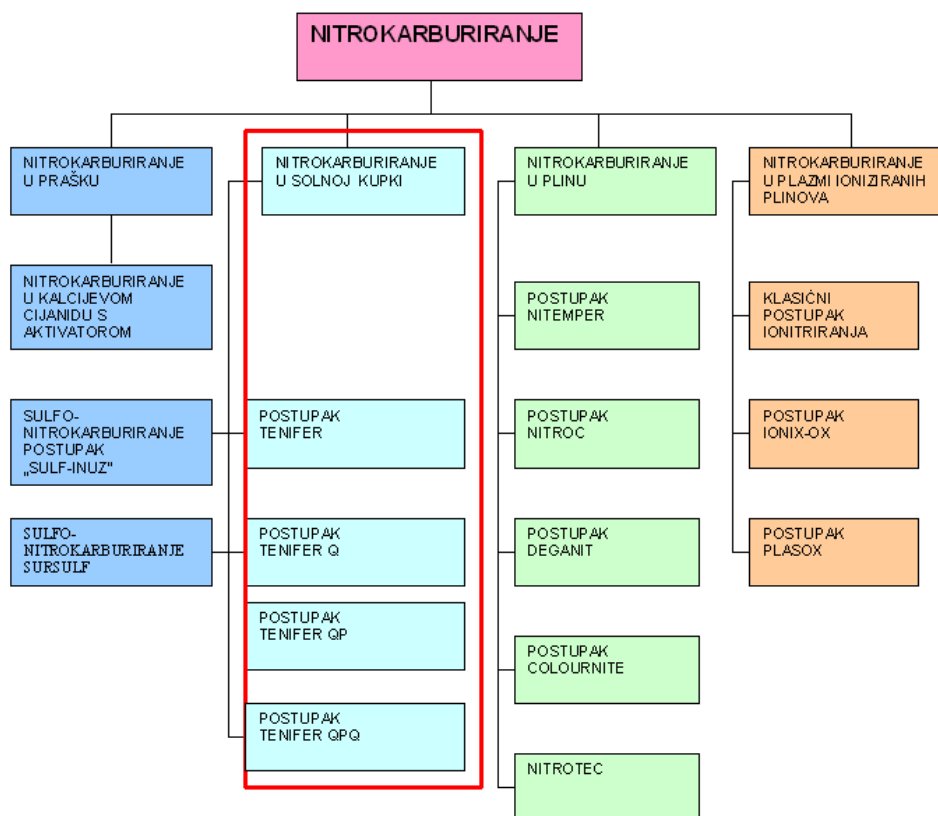 NITROKARBURIRANJE
NITROKARBURIRANJE
U PRAŠKU
NITROKARBURIRANJE
U SOLNOJ KUPKI
NITROKARBURIRANJE
U PLINU
NITROKARBURIRANJE
U PLAZMI IONIZIRANIH
PLINOVA
NITROKARBURIRANJE
U KALCIJEVOM
CIJANIDU S
AKTIVATOROM
POSTUPAK
NITEMPER
KLASIČNI
POSTUPAK
IONITRIRANJA
SULFO-
NITROKARBURIRANJE
POSTUPAK
„SULF-INUZ"
POSTUPAK
TENIFER
POSTUPAK
NITROC
POSTUPAK
IONIX-OX
SULFO-
NITROKARBURIRANJE
SURSULF
POSTUPAK
TENIFER Q
POSTUPAK
DEGANIT
POSTUPAK
PLASOX
POSTUPAK
TENIFER QP
POSTUPAK
COLOURNITE
POSTUPAK
TENIFER QPQ
NITROTEC